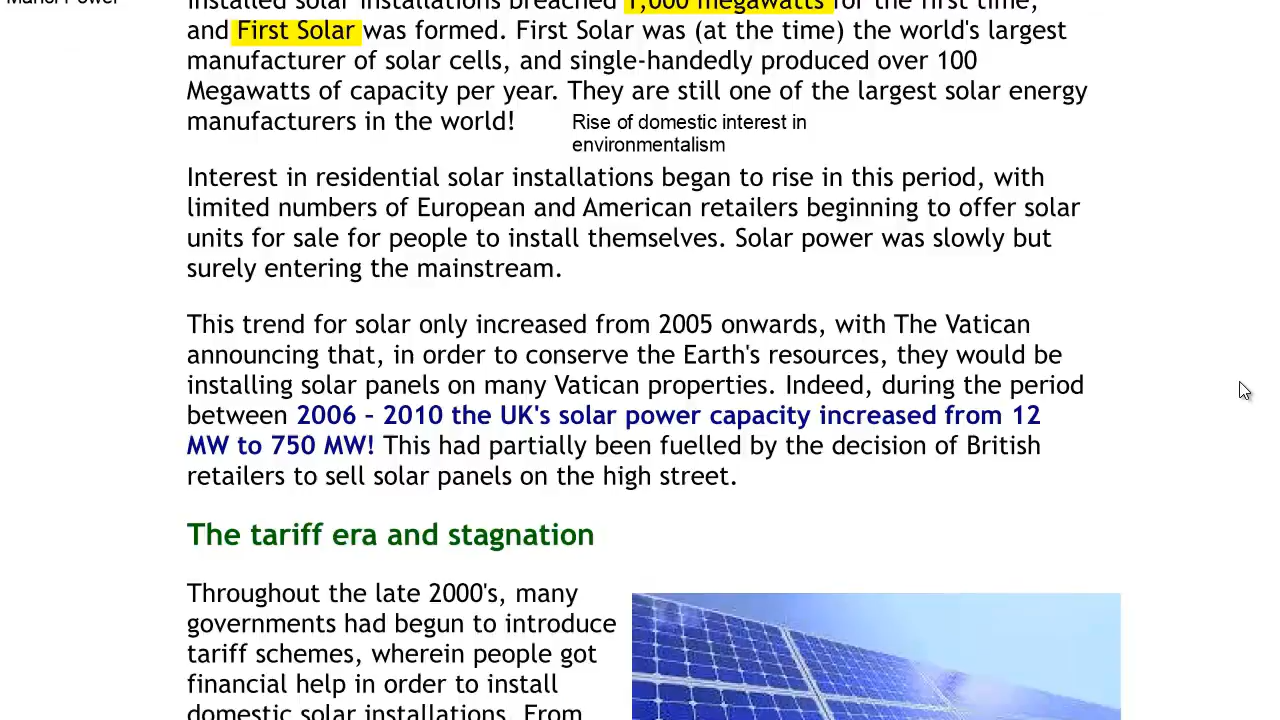 Manor Power
Installed solar installations breached 1,000 megawatts for the first time,
and First Solar was formed. First Solar was (at the time) the world's largest
manufacturer of solar cells, and single-handedly produced over 100
Megawatts of capacity per year. They are still one of the largest solar energy
manufacturers in the world!
Rise of domestic interest in
environmentalism
Interest in residential solar installations began to rise in this period, with
limited numbers of European and American retailers beginning to offer solar
units for sale for people to install themselves. Solar power was slowly but
surely entering the mainstream.
This trend for solar only increased from 2005 onwards, with The Vatican
announcing that, in order to conserve the Earth's resources, they would be
installing solar panels on many Vatican properties. Indeed, during the period
between 2006 – 2010 the UK's solar power capacity increased from 12
MW to 750 MW! This had partially been fuelled by the decision of British
retailers to sell solar panels on the high street.
The tariff era and stagnation
Throughout the late 2000's, many
governments had begun to introduce
tariff schemes, wherein people got
financial help in order to install
domestic solar installations. From